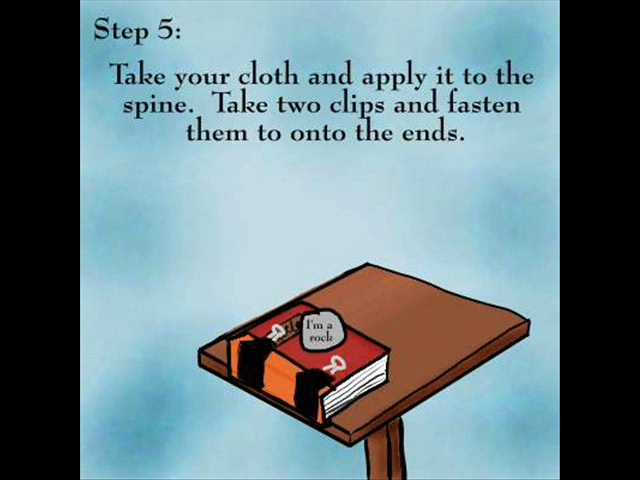 Step 5:
Take your cloth and apply it to the
spine. Take two clips and fasten
them to onto the ends.
I'm a
rock